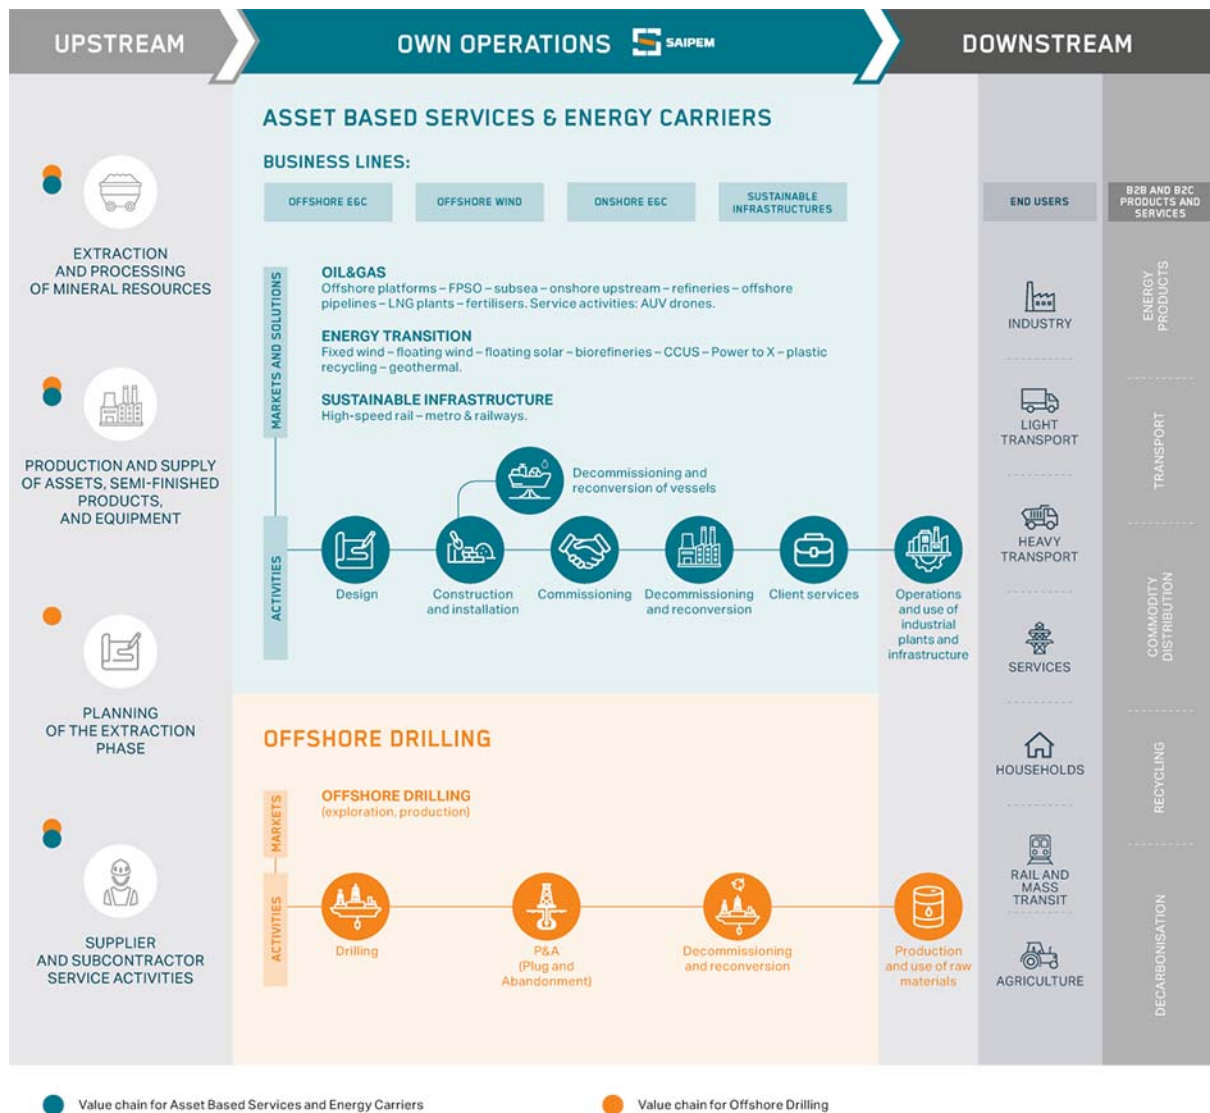 UPSTREAM
OWN OPERATIONS
SAIPEM
DOWNSTREAM
EXTRACTION
AND PROCESSING
OF MINERAL RESOURCES
PRODUCTION AND SUPPLY
OF ASSETS, SEMI-FINISHED
PRODUCTS,
AND EQUIPMENT
PLANNING
OF THE EXTRACTION
PHASE
SUPPLIER
AND SUBCONTRACTOR
SERVICE ACTIVITIES
ASSET BASED SERVICES & ENERGY CARRIERS
BUSINESS LINES:
OFFSHORE E&C
OFFSHORE WIND
ONSHORE E&C
SUSTAINABLE
INFRASTRUCTURES
MARKETS AND SOLUTIONS
OIL&GAS
Offshore platforms – FPSO – subsea – onshore upstream – refineries – offshore
pipelines – LNG plants – fertilisers. Service activities: AUV drones.
ENERGY TRANSITION
Fixed wind – floating wind – floating solar – biorefineries – CCUS – Power to X – plastic
recycling – geothermal.
SUSTAINABLE INFRASTRUCTURE
High-speed rail – metro & railways.
Decommissioning and
reconversion of vessels
ACTIVITIES
Design
Construction
and installation
Commissioning
Decommissioning
and reconversion
Client services
Operations
and use of
industrial
plants and
infrastructure
OFFSHORE DRILLING
MARKETS
OFFSHORE DRILLING
(exploration, production)
ACTIVITIES
Drilling
P&A
(Plug and
Abandonment)
Decommissioning
and reconversion
Production
and use of raw
materials
END USERS
INDUSTRY
LIGHT
TRANSPORT
HEAVY
TRANSPORT
SERVICES
HOUSEHOLDS
RAIL AND
MASS
TRANSIT
AGRICULTURE
B2B AND B2C
PRODUCTS AND
SERVICES
ENERGY
PRODUCTS
TRANSPORT
COMMODITY
DISTRIBUTION
RECYCLING
DECARBONISATION
Value chain for Asset Based Services and Energy Carriers
Value chain for Offshore Drilling